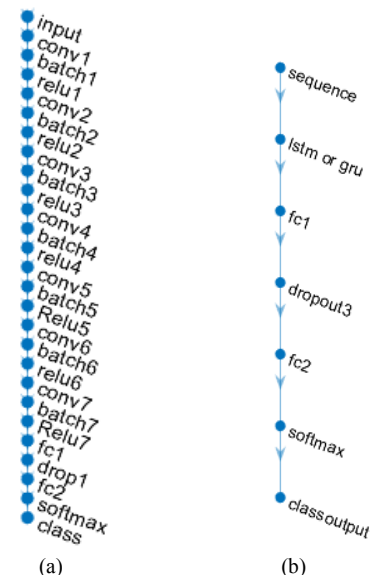 input
conv1
batch1
relu1
conv2
batch2
relu2
conv3
batch3
relu3
conv4
batch4
relu4
conv5
batch5
Relu5
conv6
batch6
relu6
conv7
batch7
Relu7
fc1
drop1
fc2
softmax
class
(a)
sequence
lstm or gru
fc1
dropout3
fc2
softmax
classoutput
(b)